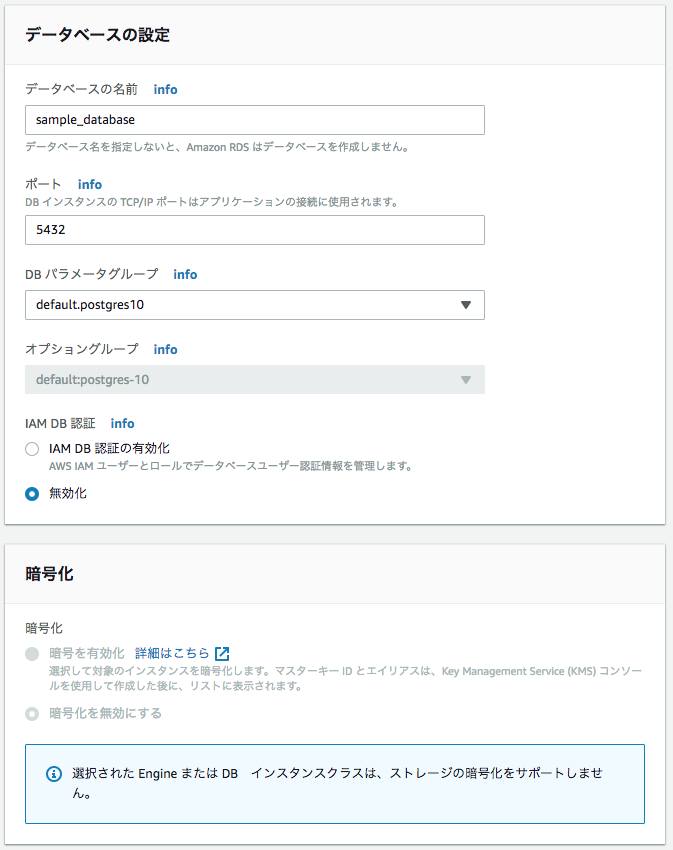 データベースの設定
データベースの名前 info
sample_database
データベース名を指定しないと、Amazon RDS はデータベースを作成しません。
ポート info
DB インスタンスの TCP/IP ポートはアプリケーションの接続に使用されます。
5432
DB パラメータグループ info
default.postgres10
オプショングループ info
default:postgres-10
IAM DB 認証 info
IAM DB 認証の有効化
AWS IAM ユーザーとロールでデータベースユーザー認証情報を管理します。
無効化
暗号化
暗号化
暗号を有効化 詳細はこちら
選択して対象のインスタンスを暗号化します。マスターキー ID とエイリアスは、Key Management Service (KMS) コンソー
ルを使用して作成した後に、リストに表示されます。
暗号化を無効にする
選択された Engine または DB　インスタンスクラスは、ストレージの暗号化をサポートしませ
ん。